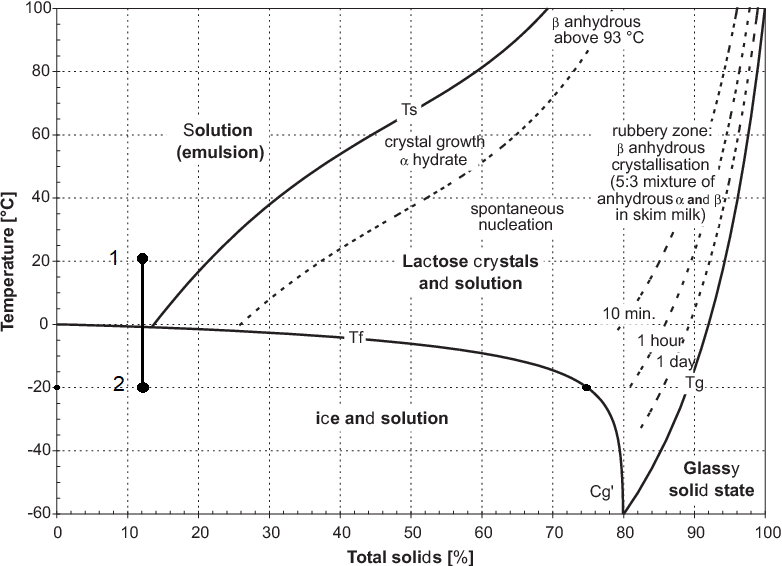 100
80
60
40
20
0
-20
-40
-60
Temperature [°C]
β anhydrous
above 93 °C
Ts
Solution
(emulsion)
crystal growth
α hydrate
rubbery zone:
β anhydrous
crystallisation
(5:3 mixture of
anhydrous α and β
in skim milk)
spontaneous
nucleation
Lactose crystals
and solution
1
10 min.
Tf
1 hour
1 day
Tg
2
ice and solution
Cg'
Glassy
solid state
0 10 20 30 40 50 60 70 80 90 100
Total solids [%]